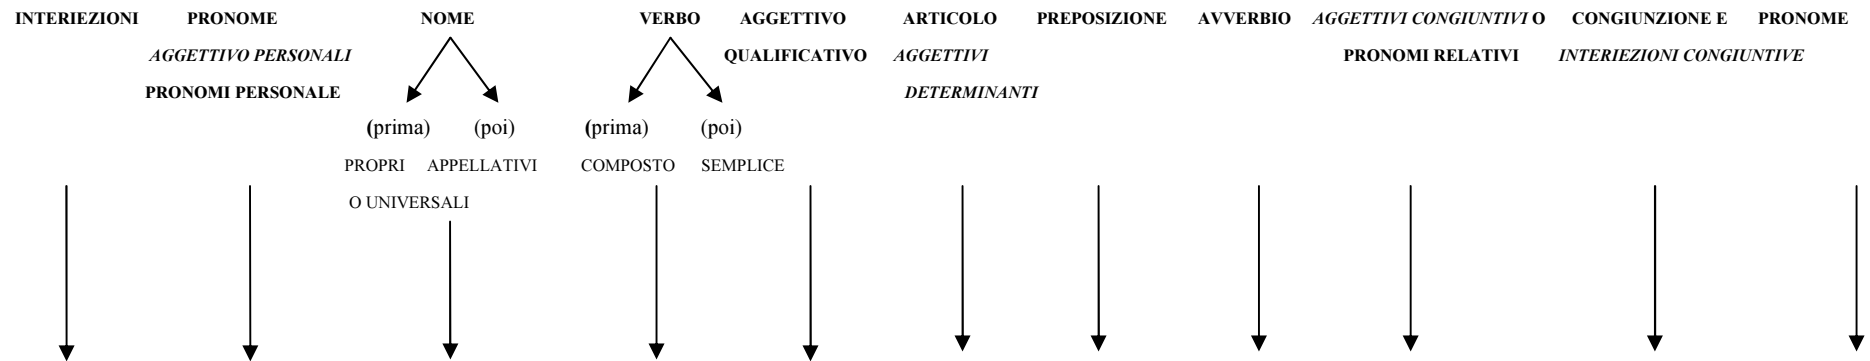 INTERIEZIONI PRONOME NOME VERBO AGGETTIVO ARTICOLO PREPOSIZIONE AVVERBIO AGGETTIVI CONGIUNTIVI O CONGIUNZIONE E PRONOME
AGGETTIVO PERSONALI QUALIFICATIVO AGGETTIVI PRONOMI RELATIVI INTERIEZIONI CONGIUNTIVE
PRONOMI PERSONALE DETERMINANTI
(prima) (poi) (prima) (poi)
PROPRI APPELLATIVI COMPOSTO SEMPLICE
O UNIVERSALI